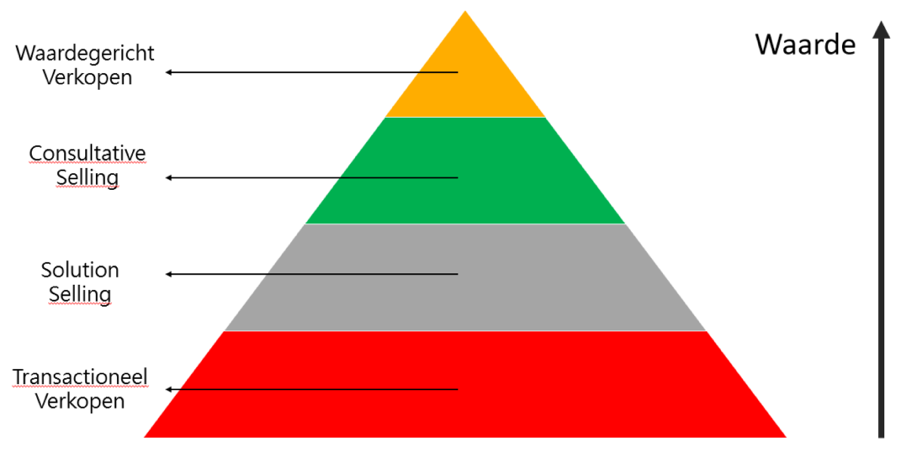 Waardegericht
Verkopen
Waarde
Consultative
Selling
Solution
Selling
Transactioneel
Verkopen